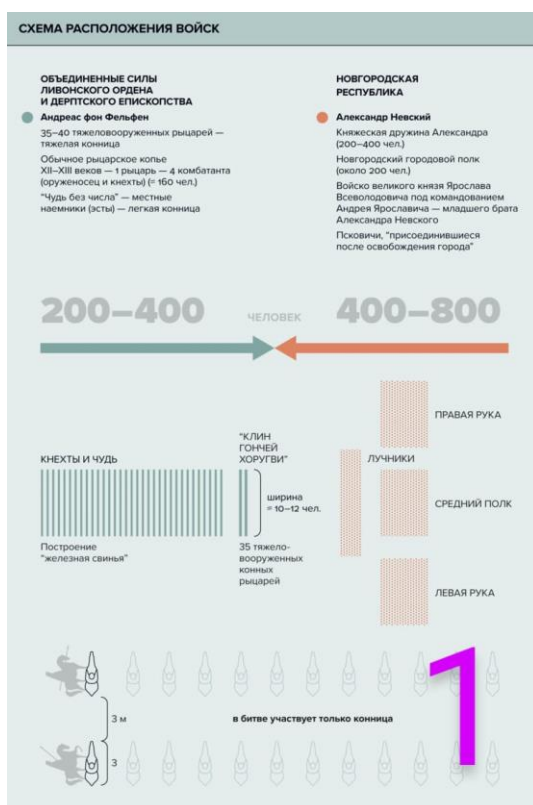 СХЕМА РАСПОЛОЖЕНИЯ ВОЙСК
ОБЪЕДИНЕННЫЕ СИЛЫ
ЛИВОНСКОГО ОРДЕНА
И ДЕРПТСКОГО ЕПИСКОПСТВА
Андреас фон Фельфен
35–40 тяжеловооруженных рыцарей —
тяжелая конница
Обычное рыцарское копье
XII–XIII веков — 1 рыцарь — 4 комбатанта
(оруженосец и кнехты) (≈ 160 чел.)
“Чудь без числа” — местные
наемники (эсты) — легкая конница
НОВГОРОДСКАЯ
РЕСПУБЛИКА
Александр Невский
Княжеская дружина Александра
(200–400 чел.)
Новгородский городовой полк
(около 200 чел.)
Войско великого князя Ярослава
Всеволодовича под командованием
Андрея Ярославича — младшего брата
Александра Невского
Псковичи, “присоединившиеся
после освобождения города”
200–400
ЧЕЛОВЕК
400–800
КНЕХТЫ И ЧУДЬ
“КЛИН
ГОНЧЕЙ
ХОРУГВИ”
ширина
≈ 10–12 чел.
Построение
“железная свинья”
35 тяжело-
вооруженных
конных
рыцарей
ЛУЧНИКИ
ПРАВАЯ РУКА
СРЕДНИЙ ПОЛК
ЛЕВАЯ РУКА
3 м
в битве участвует только конница
3
1